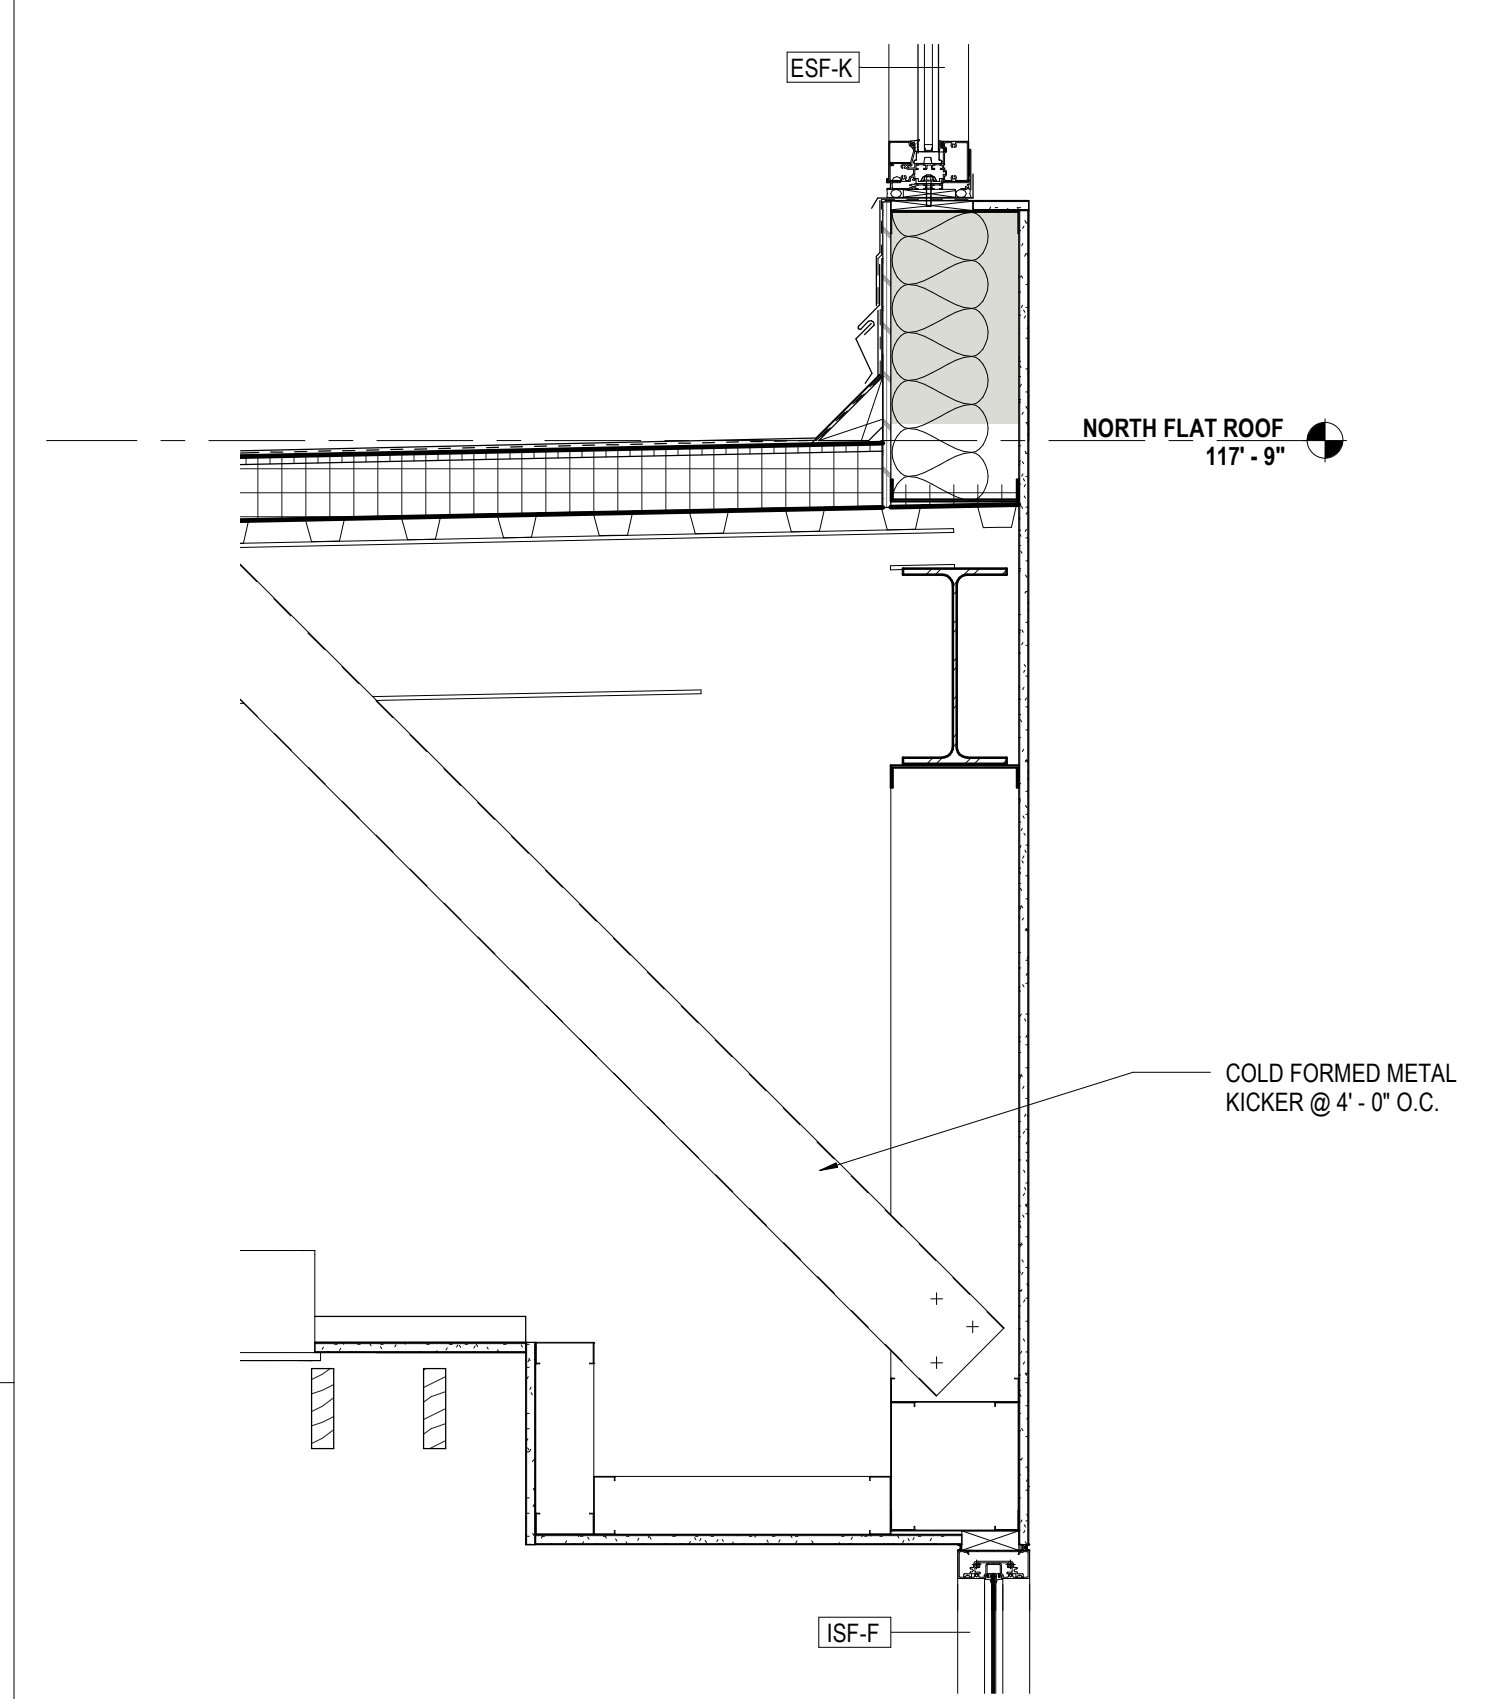 ESF-K
NORTH FLAT ROOF
117' - 9"
COLD FORMED METAL
KICKER @ 4' - 0" O.C.
ISF-F